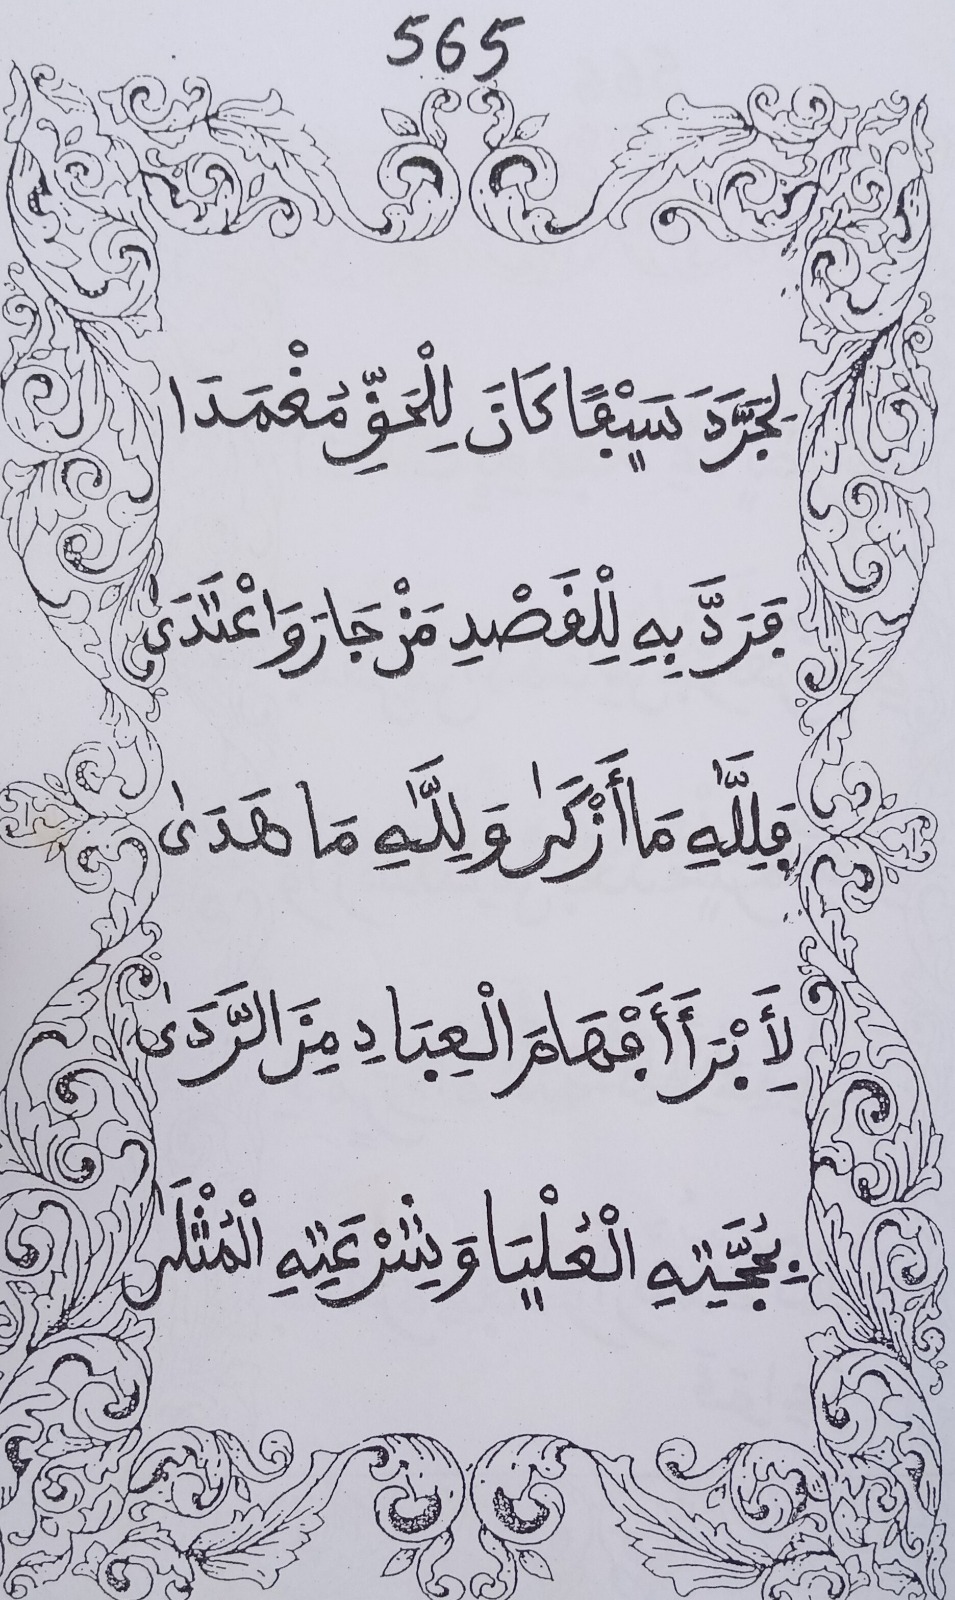 565
فَجَرَّدَ سَيْفًا كَانَ لِلْحَقِّ مُغْمَدَا
فَرَدَّ بِهِ لِلْقَصْدِ مَنْ جَارَ وَاعْتَدَىٰ
فَلِلَّهِ مَا أَزْكَىٰ وَلِلَّهِ مَا هَدَىٰ
لِأَبْرَأَ أَفْهَامَ الْعِبَادِ مِنَ الرَّدَىٰ
بِحُجَّتِهِ الْعُلْيَا وَشِرْعَتِهِ الْمُثْلَىٰ